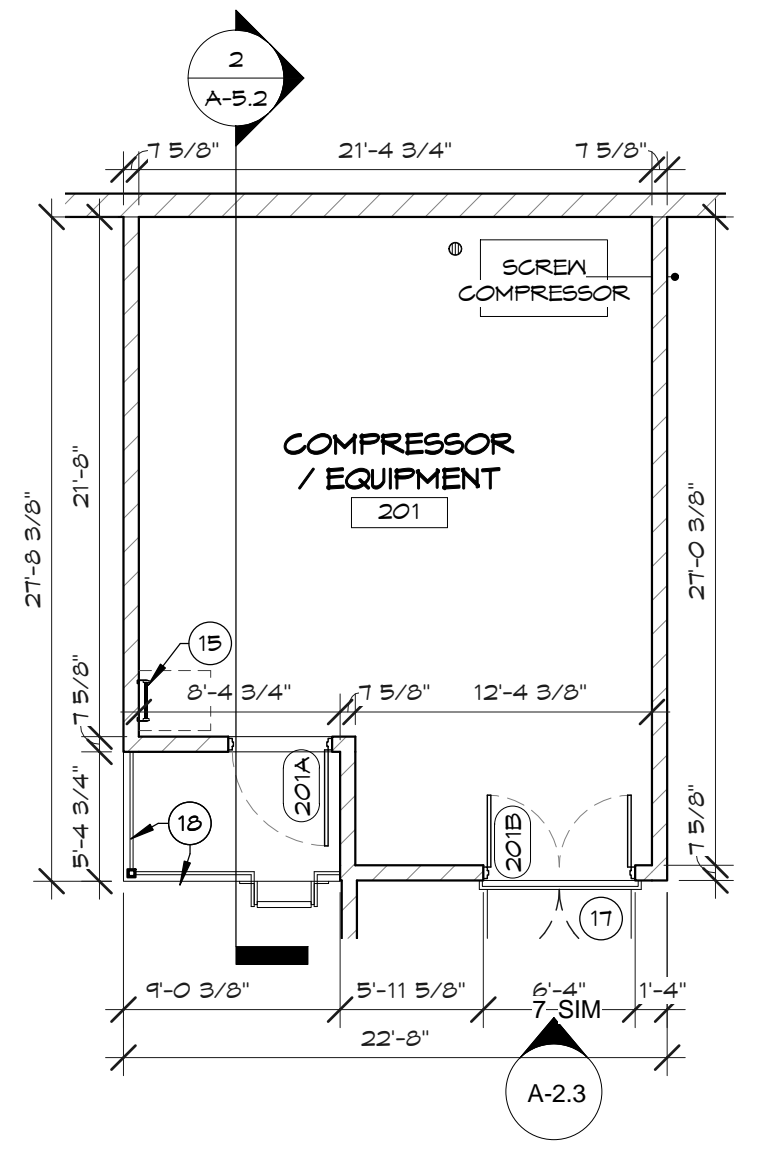 2
A-5.2
7 5/8"
21'-4 3/4"
7 5/8"
SCREW
COMPRESSOR
COMPRESSOR
/ EQUIPMENT
201
21'-8"
27'-8 3/8"
27'-0 3/8"
15
8'-4 3/4"
7 5/8"
12'-4 3/8"
7 5/8"
201A
5'-4 3/4"
18
201B
7 5/8"
17
9'-0 3/8"
5'-11 5/8"
6'-4"
1'-4"
7 SIM
22'-8"
A-2.3